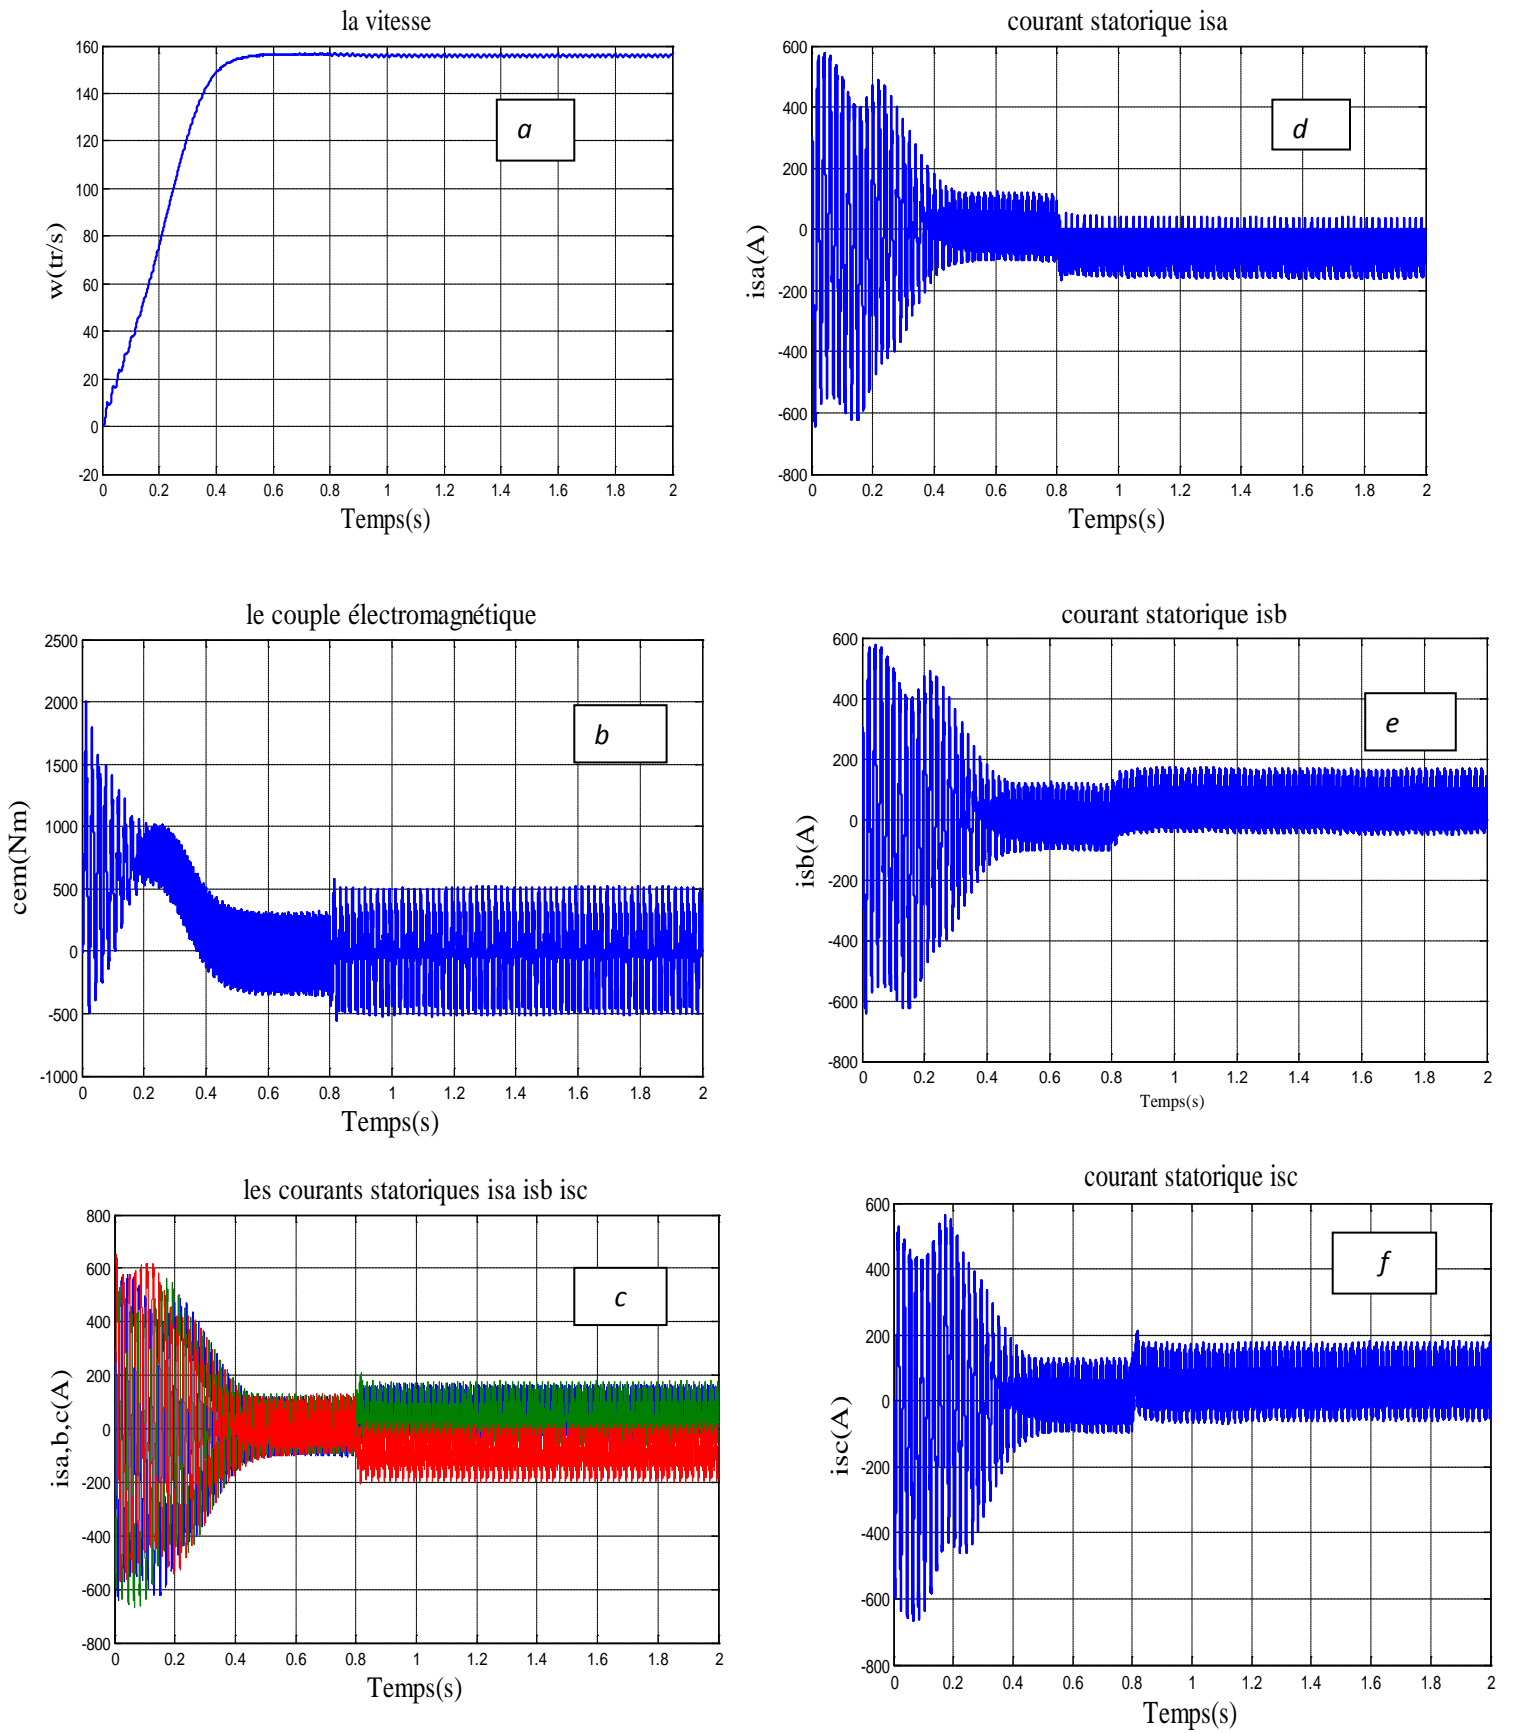 la vitesse
160
140
120
100
80
60
40
20
0
-20
w(tr/s)
a
0 0.2 0.4 0.6 0.8 1 1.2 1.4 1.6 1.8 2
Temps(s)
courant statorique isa
600
400
200
0
-200
-400
-600
-800
isa(A)
d
0 0.2 0.4 0.6 0.8 1 1.2 1.4 1.6 1.8 2
Temps(s)
le couple électromagnétique
2500
2000
1500
1000
500
0
-500
-1000
cem(Nm)
b
0 0.2 0.4 0.6 0.8 1 1.2 1.4 1.6 1.8 2
Temps(s)
courant statorique isb
600
400
200
0
-200
-400
-600
-800
isb(A)
e
0 0.2 0.4 0.6 0.8 1 1.2 1.4 1.6 1.8 2
Temps(s)
les courants statoriques isa isb isc
800
600
400
200
0
-200
-400
-600
-800
isa,b,c(A)
c
0 0.2 0.4 0.6 0.8 1 1.2 1.4 1.6 1.8 2
Temps(s)
courant statorique isc
600
400
200
0
-200
-400
-600
-800
isc(A)
f
0 0.2 0.4 0.6 0.8 1 1.2 1.4 1.6 1.8 2
Temps(s)